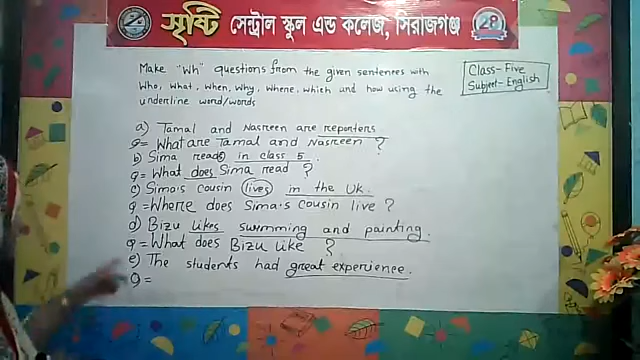 সৃষ্টি সেন্ট্রাল স্কুল এন্ড কলেজ, সিরাজগঞ্জ
Make "Wh" questions from the given sentences with
Who, what, when, why, where, which and how using the
underline word/words
Class- Five
Subject- English
a) Tamal and Nasreen are reporters
Q= What are Tamal and Nasreen ?
b) Sima reads in class 5.
Q= What does Sima read ?
c) Sima's cousin lives in the Uk.
Q= Where does Sima's cousin live ?
d) Bizu likes swimming and painting.
Q= What does Bizu like ?
e) The students had great experience.
Q=